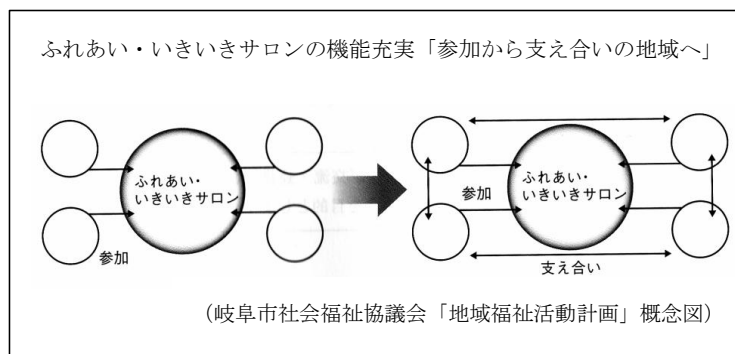 ふれあい・いきいきサロンの機能充実「参加から支え合いの地域へ」
ふれあい・
いきいきサロン
参加
ふれあい・
いきいきサロン
参加
支え合い
(岐阜市社会福祉協議会「地域福祉活動計画」概念図)